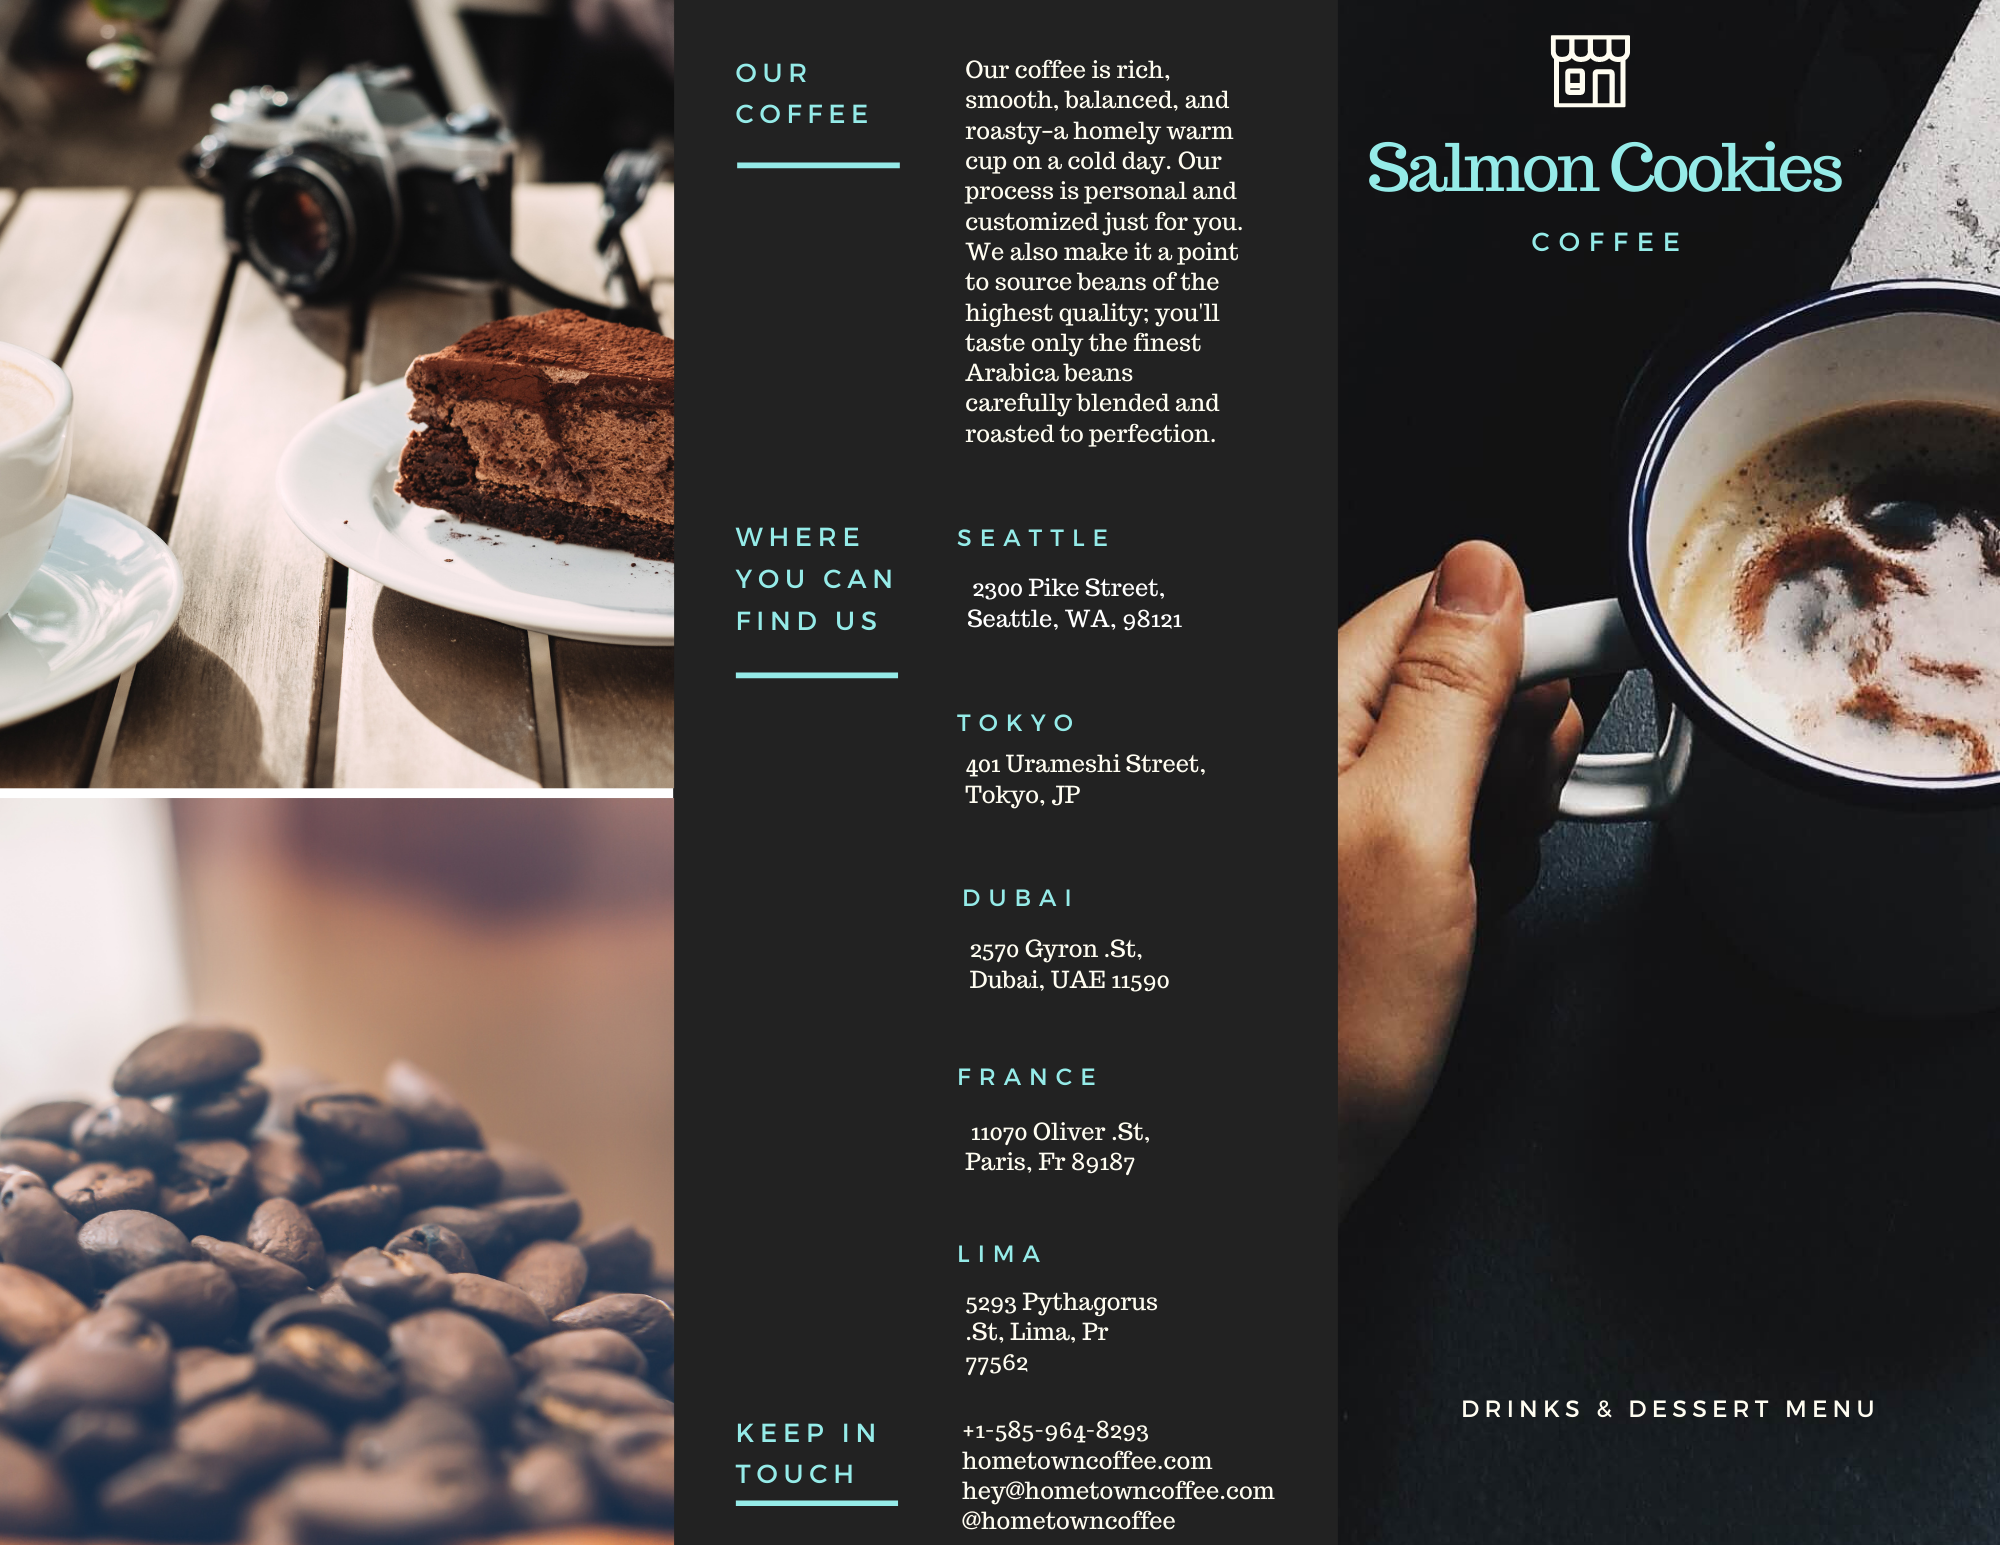 OUR
COFFEE
Our coffee is rich,
smooth, balanced, and
roasty–a homely warm
cup on a cold day. Our
process is personal and
customized just for you.
We also make it a point
to source beans of the
highest quality; you'll
taste only the finest
Arabica beans
carefully blended and
roasted to perfection.
WHERE
YOU CAN
FIND US
SEATTLE
2300 Pike Street,
Seattle, WA, 98121
TOKYO
401 Urameshi Street,
Tokyo, JP
DUBAI
2570 Gyron .St,
Dubai, UAE 11590
FRANCE
11070 Oliver .St,
Paris, Fr 89187
LIMA
5293 Pythagorus
.St, Lima, Pr
77562
KEEP IN
TOUCH
+1-585-964-8293
hometowncoffee.com
hey@hometowncoffee.com
@hometowncoffee
Salmon Cookies
COFFEE
DRINKS & DESSERT MENU